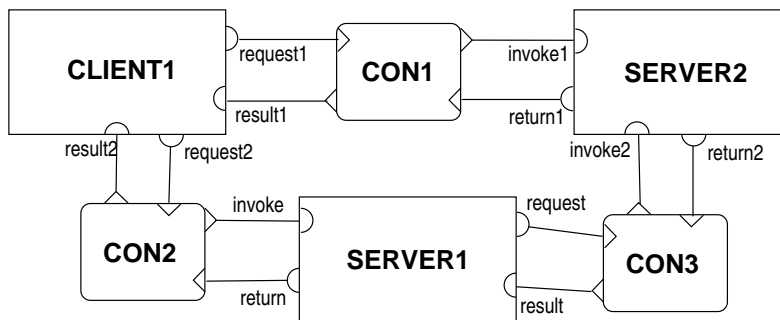 CLIENT1
request1
result1
CON1
invoke1
return1
SERVER2
result2
request2
invoke2
return2
CON2
invoke
return
SERVER1
request
result
CON3